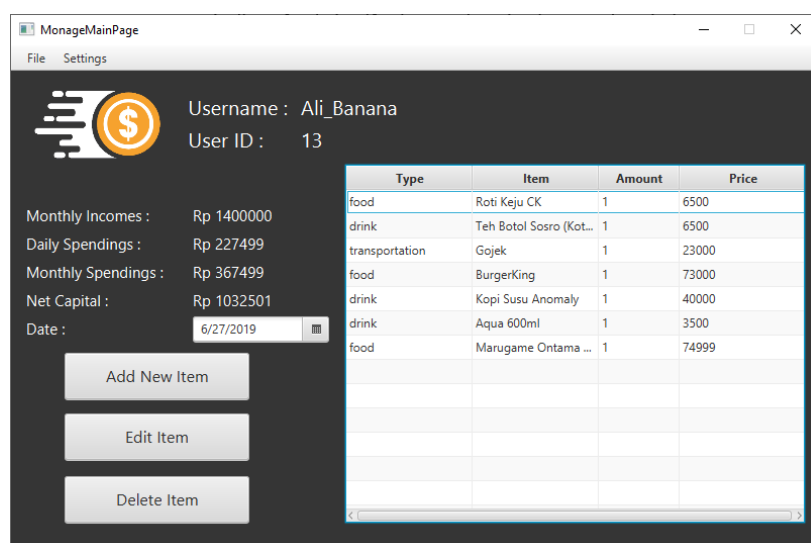 MonageMainPage
File Settings
$
Username : Ali_Banana
User ID : 13
Monthly Incomes : Rp 1400000
Daily Spendings : Rp 227499
Monthly Spendings : Rp 367499
Net Capital : Rp 1032501
Date : 6/27/2019
Add New Item
Edit Item
Delete Item
Type Item Amount Price
food Roti Keju CK 1 6500
drink Teh Botol Sosro (Kot... 1 6500
transportation Gojek 1 23000
food BurgerKing 1 73000
drink Kopi Susu Anomaly 1 40000
drink Aqua 600ml 1 3500
food Marugame Ontama ... 1 74999